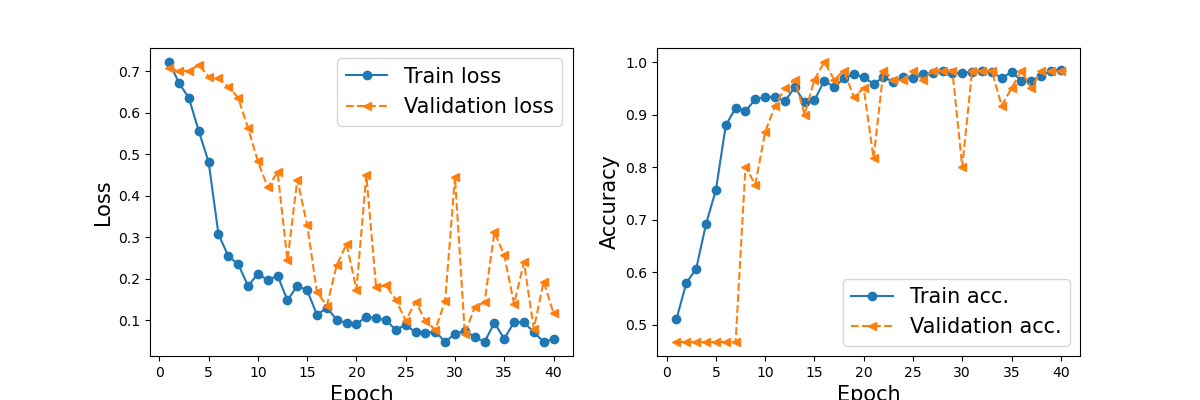 0.7
0.6
0.5
0.4
0.3
0.2
0.1
Loss
Train loss
Validation loss
0 5 10 15 20 25 30 35 40
Epoch
1.0
0.9
0.8
0.7
0.6
0.5
Accuracy
Train acc.
Validation acc.
0 5 10 15 20 25 30 35 40
Epoch